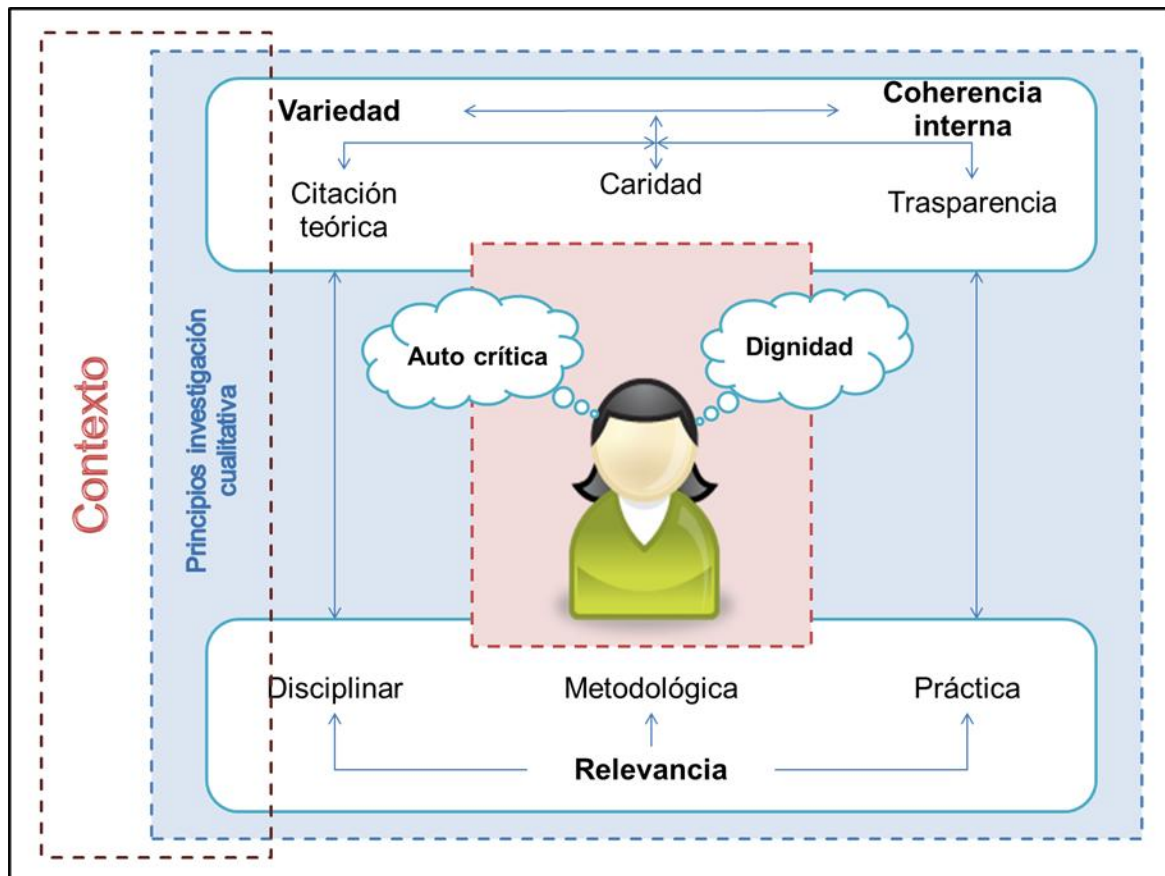 Contexto
Principios investigación
cualitativa
Variedad
Coherencia
interna
Citación
teórica
Caridad
Trasparencia
Auto crítica
Dignidad
Disciplinar
Metodológica
Práctica
Relevancia